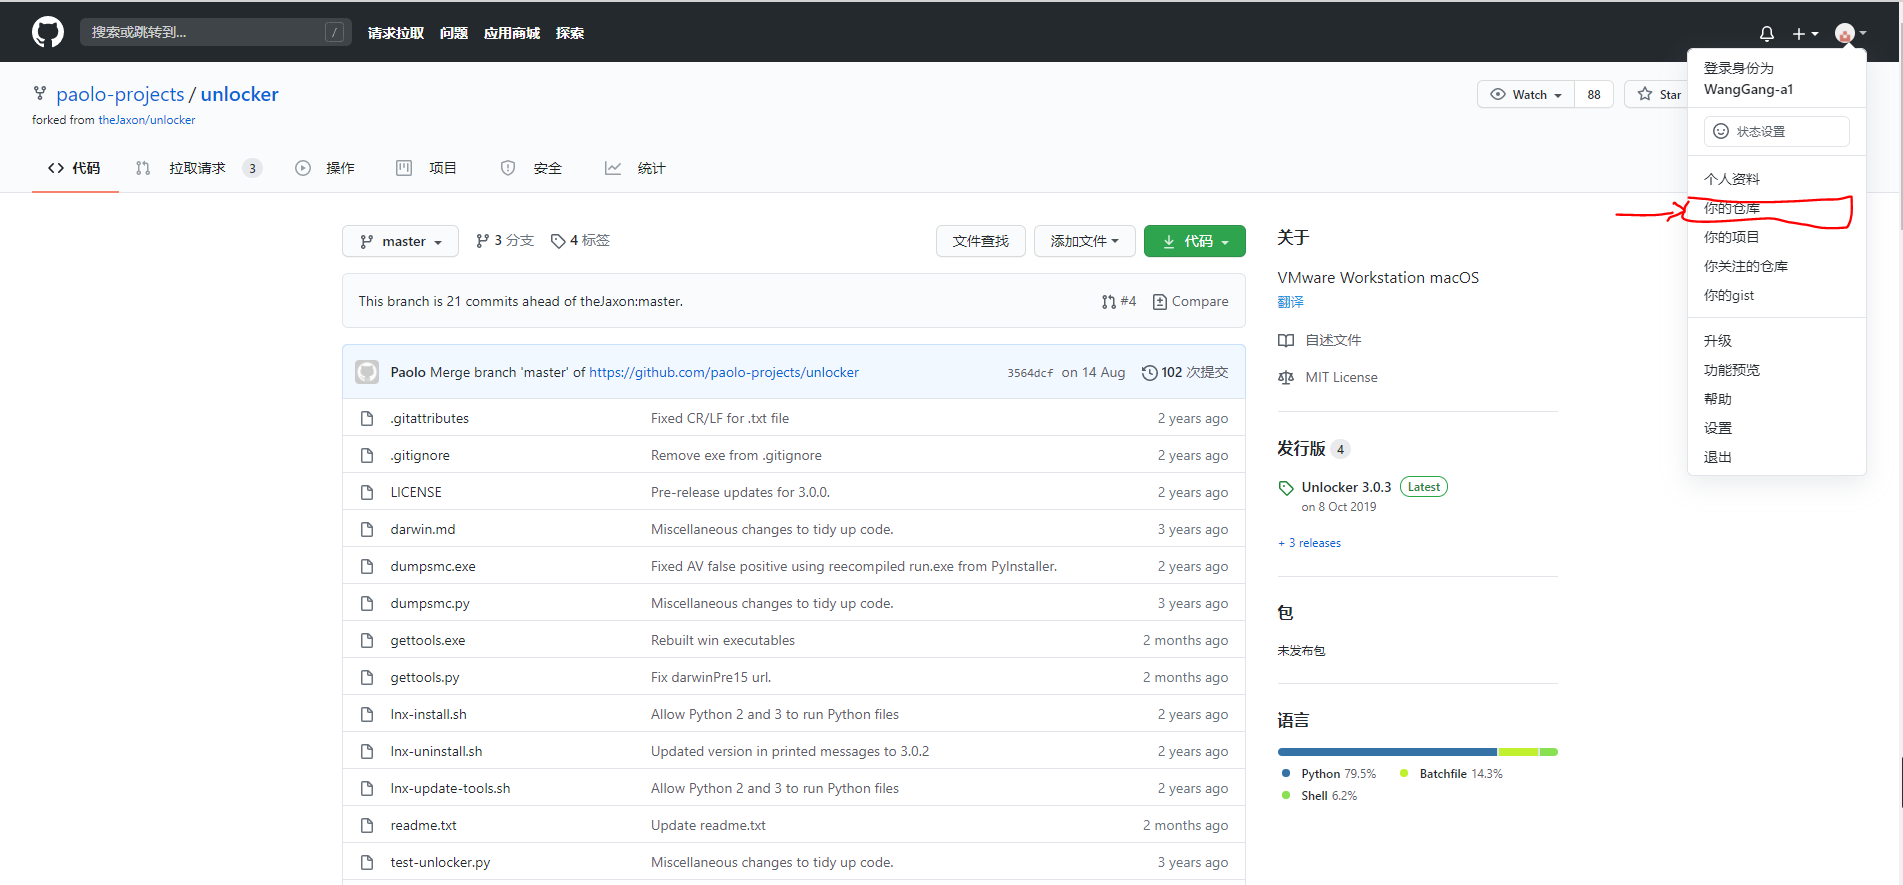 搜索或跳转到... /
请求拉取 问题 应用商城 探索
登录身份为
WangGang-a1
状态设置
个人资料
你的仓库
你的项目
你关注的仓库
你的gist
升级
功能预览
帮助
设置
退出
paolo-projects / unlocker
forked from theJaxon/unlocker
Watch 88 Star
代码 拉取请求 3 操作 项目 安全 统计
master 3 分支 4 标签 文件查找 添加文件 代码
This branch is 21 commits ahead of theJaxon:master. #4 Compare
Paolo Merge branch 'master' of https://github.com/paolo-projects/unlocker 3564dcf on 14 Aug 102 次提交
.gitattributes Fixed CR/LF for .txt file 2 years ago
.gitignore Remove exe from .gitignore 2 years ago
LICENSE Pre-release updates for 3.0.0. 2 years ago
darwin.md Miscellaneous changes to tidy up code. 3 years ago
dumpsmc.exe Fixed AV false positive using reecompiled run.exe from PyInstaller. 2 years ago
dumpsmc.py Miscellaneous changes to tidy up code. 3 years ago
gettools.exe Rebuilt win executables 2 months ago
gettools.py Fix darwinPre15 url. 2 months ago
lnx-install.sh Allow Python 2 and 3 to run Python files 2 years ago
lnx-uninstall.sh Updated version in printed messages to 3.0.2 2 years ago
lnx-update-tools.sh Allow Python 2 and 3 to run Python files 2 years ago
readme.txt Update readme.txt 2 months ago
test-unlocker.py Miscellaneous changes to tidy up code. 3 years ago
关于
VMware Workstation macOS
翻译
自述文件
MIT License
发行版 4
Unlocker 3.0.3 Latest
on 8 Oct 2019
+ 3 releases
包
未发布包
语言
Python 79.5% Batchfile 14.3%
Shell 6.2%